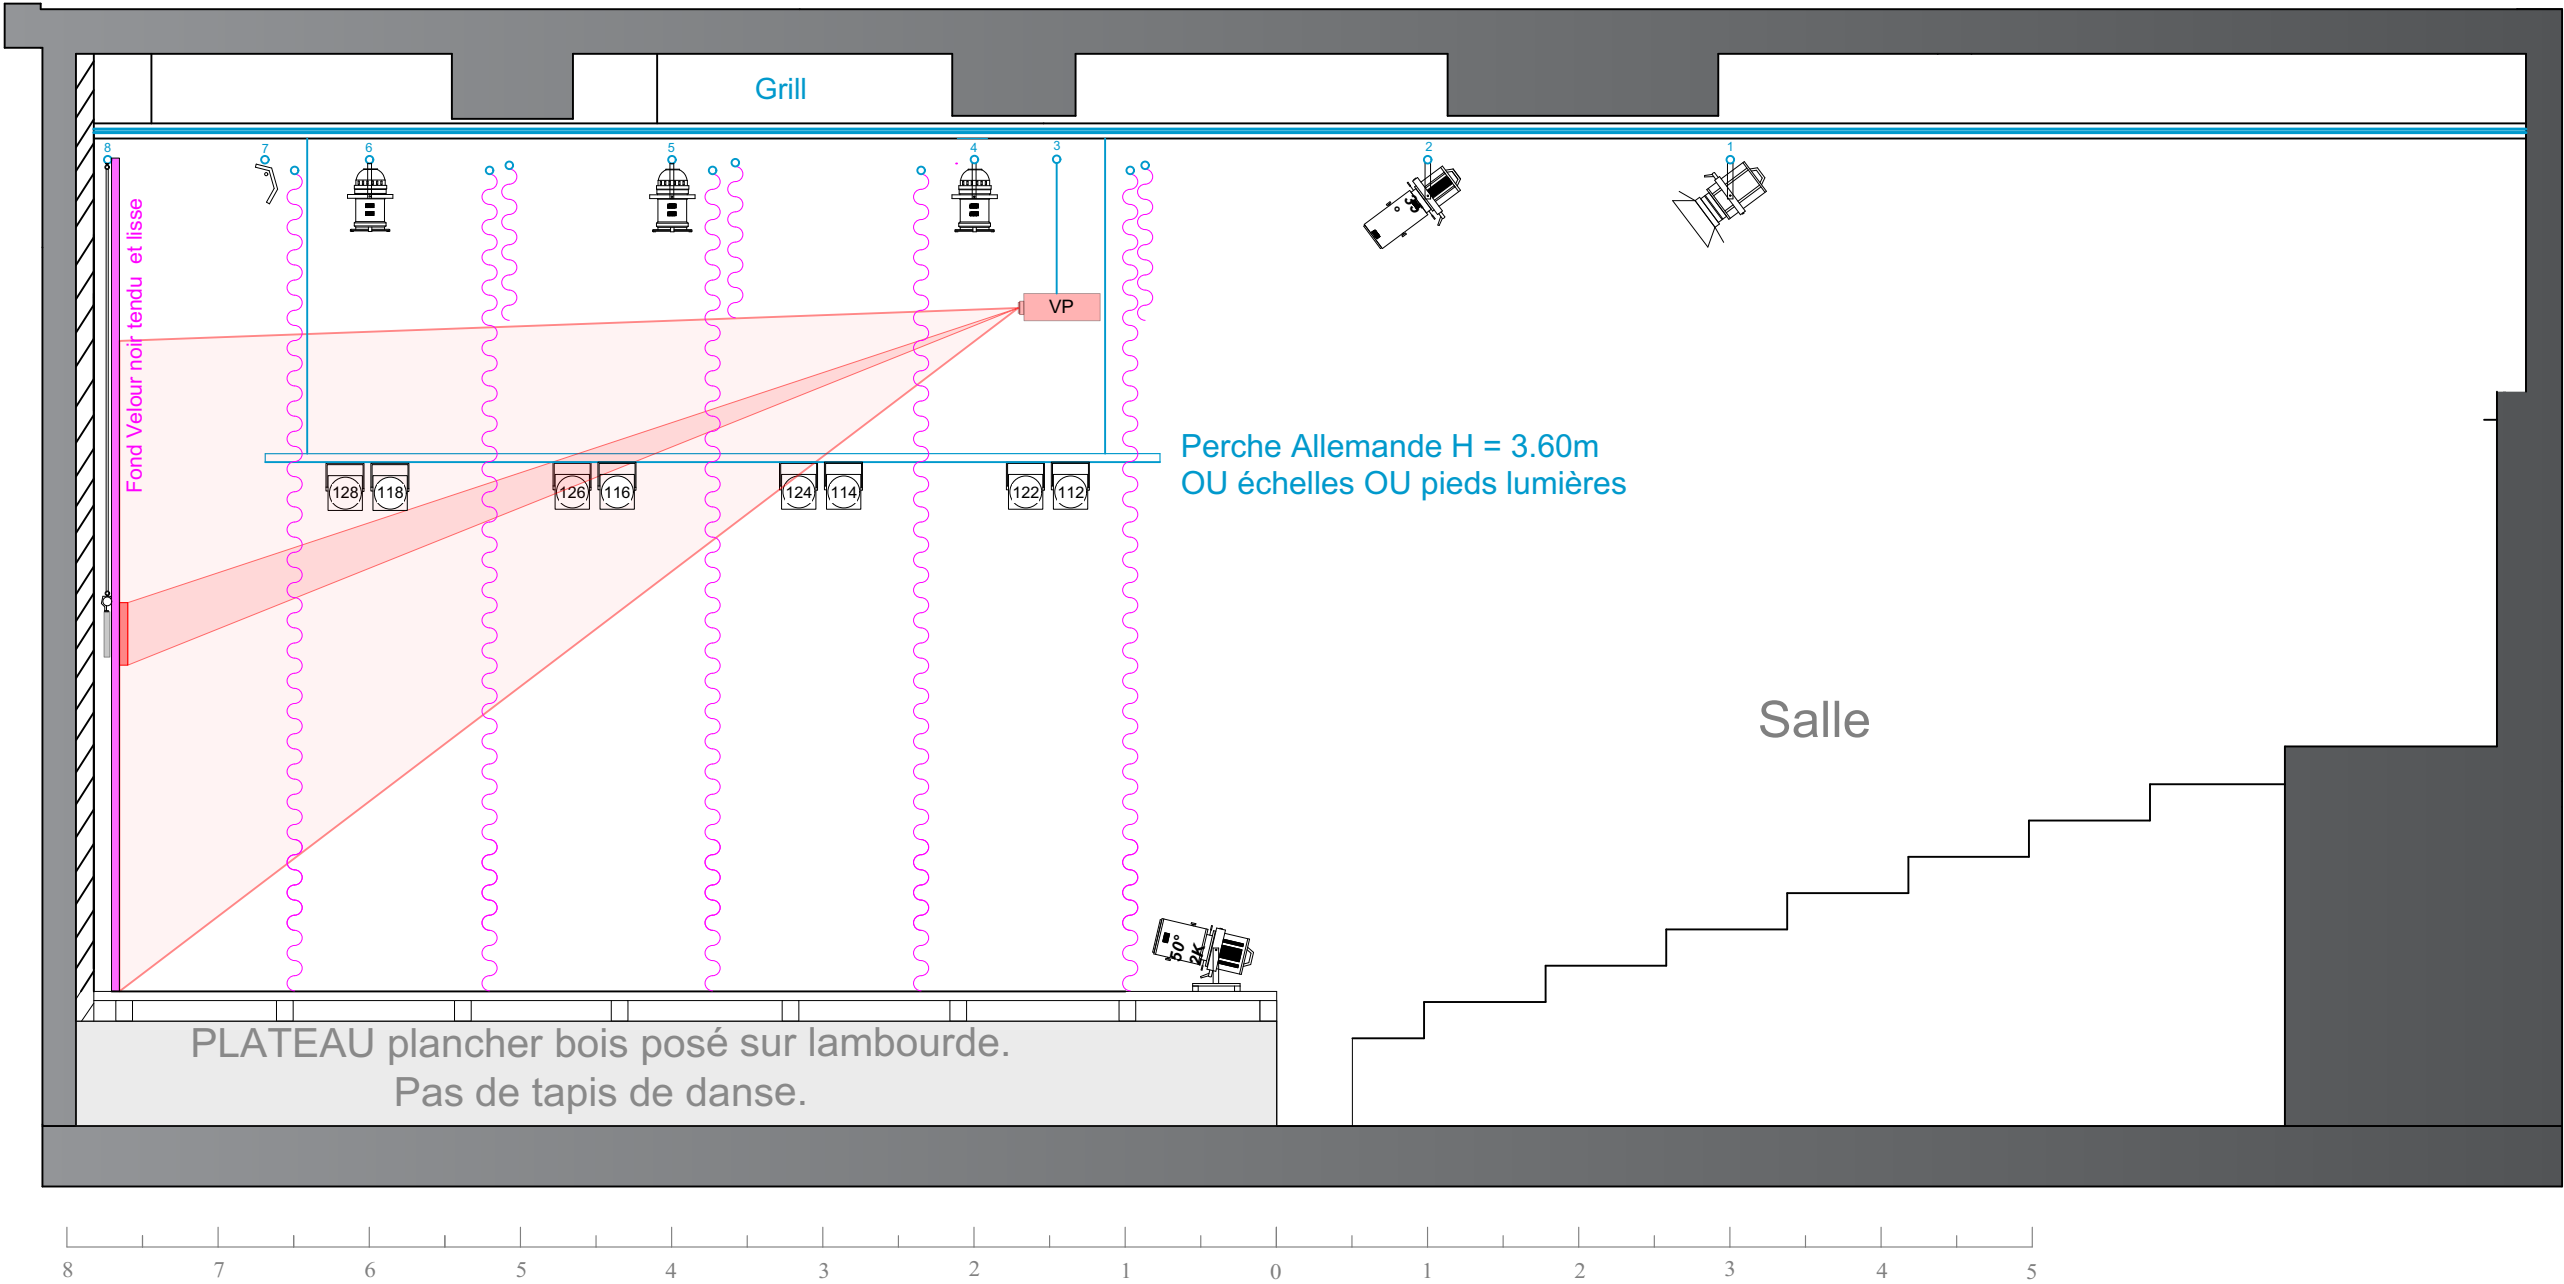 Grill
8
7
6
5
4
3
2
1
33
Fond Velour noir tendu et lisse
VP
Perche Allemande H = 3.60m
OU échelles OU pieds lumières
128
118
126
116
124
114
122
112
Salle
50°
2K
PLATEAU plancher bois posé sur lambourde.
Pas de tapis de danse.
8 7 6 5 4 3 2 1 0 1 2 3 4 5